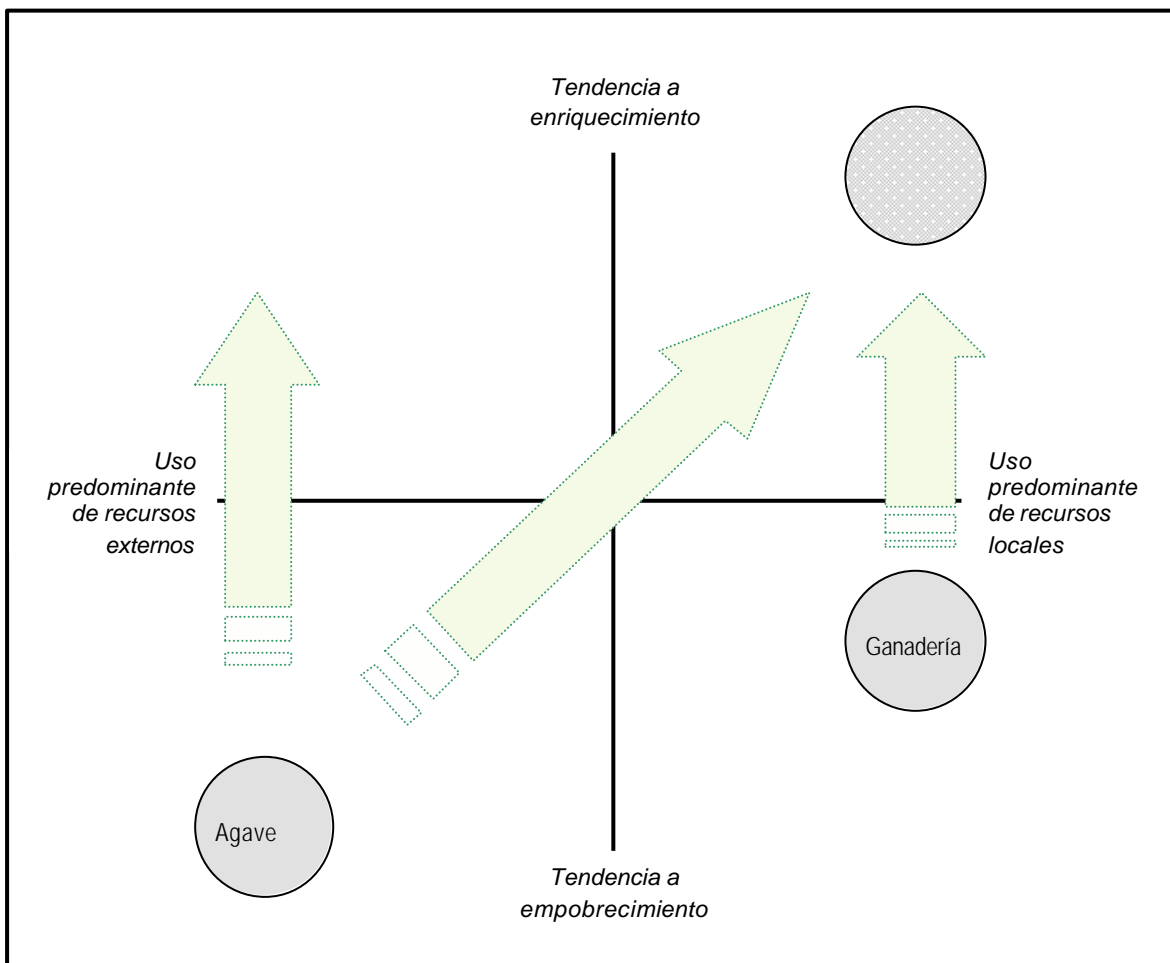 Tendencia a
enriquecimiento
Uso
predominante
de recursos
externos
Uso
predominante
de recursos
locales
Ganadería
Agave
Tendencia a
empobrecimiento